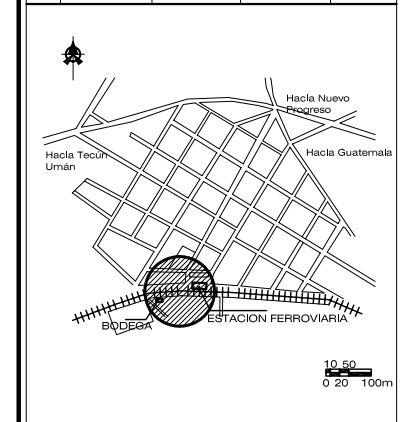 Hacla Nuevo
Progreso
Hacla Tecún
Umán
Hacla Guatemala
BODEGA
ESTACION FERROVIARIA
10 50
0 20 100m